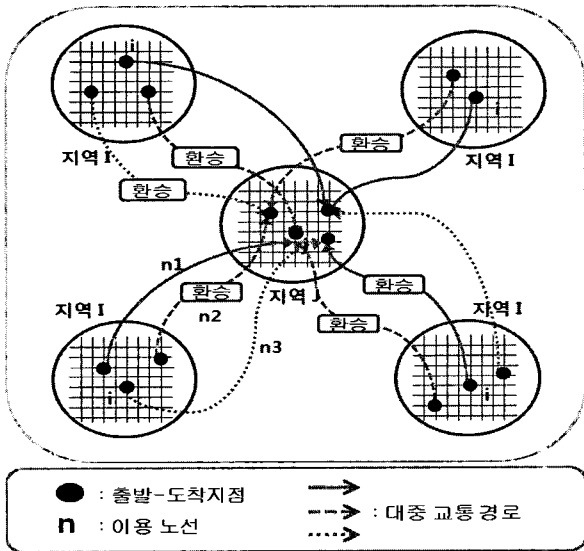 i
지역 I
환승
환승
환승
i
지역 I
n1
지역 J
지역 I
환승
n2
n3
i
환승
환승
지역 I
i
● : 출발-도착지점
n : 이용 노선
: 대중 교통 경로